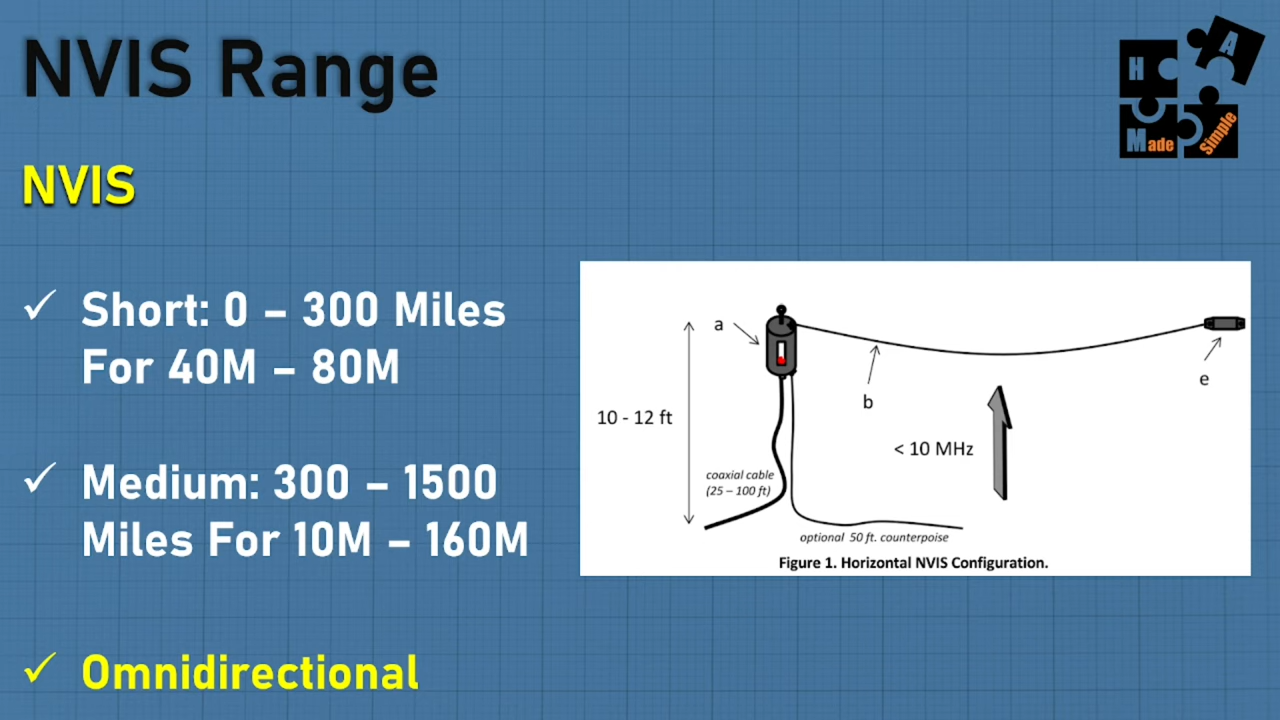 NVIS Range
H A
Made Simple
NVIS
✓ Short: 0 – 300 Miles
For 40M – 80M
✓ Medium: 300 – 1500
Miles For 10M – 160M
✓ Omnidirectional
a
b
e
10 - 12 ft
< 10 MHz
coaxial cable
(25 – 100 ft)
optional 50 ft. counterpoise
Figure 1. Horizontal NVIS Configuration.